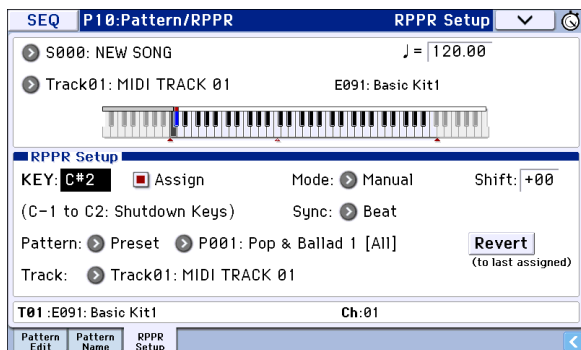 SEQ P10:Pattern/RPPR RPPR Setup
S000: NEW SONG ♩= 120.00
Track01: MIDI TRACK 01 E091: Basic Kit1
RPPR Setup
KEY: C#2 Assign Mode: Manual Shift: +00
(C-1 to C2: Shutdown Keys) Sync: Beat
Pattern: Preset P001: Pop & Ballad 1 [All] Revert
(to last assigned)
Track: Track01: MIDI TRACK 01
T01 :E091: Basic Kit1 Ch:01
Pattern Pattern RPPR
Edit Name Setup